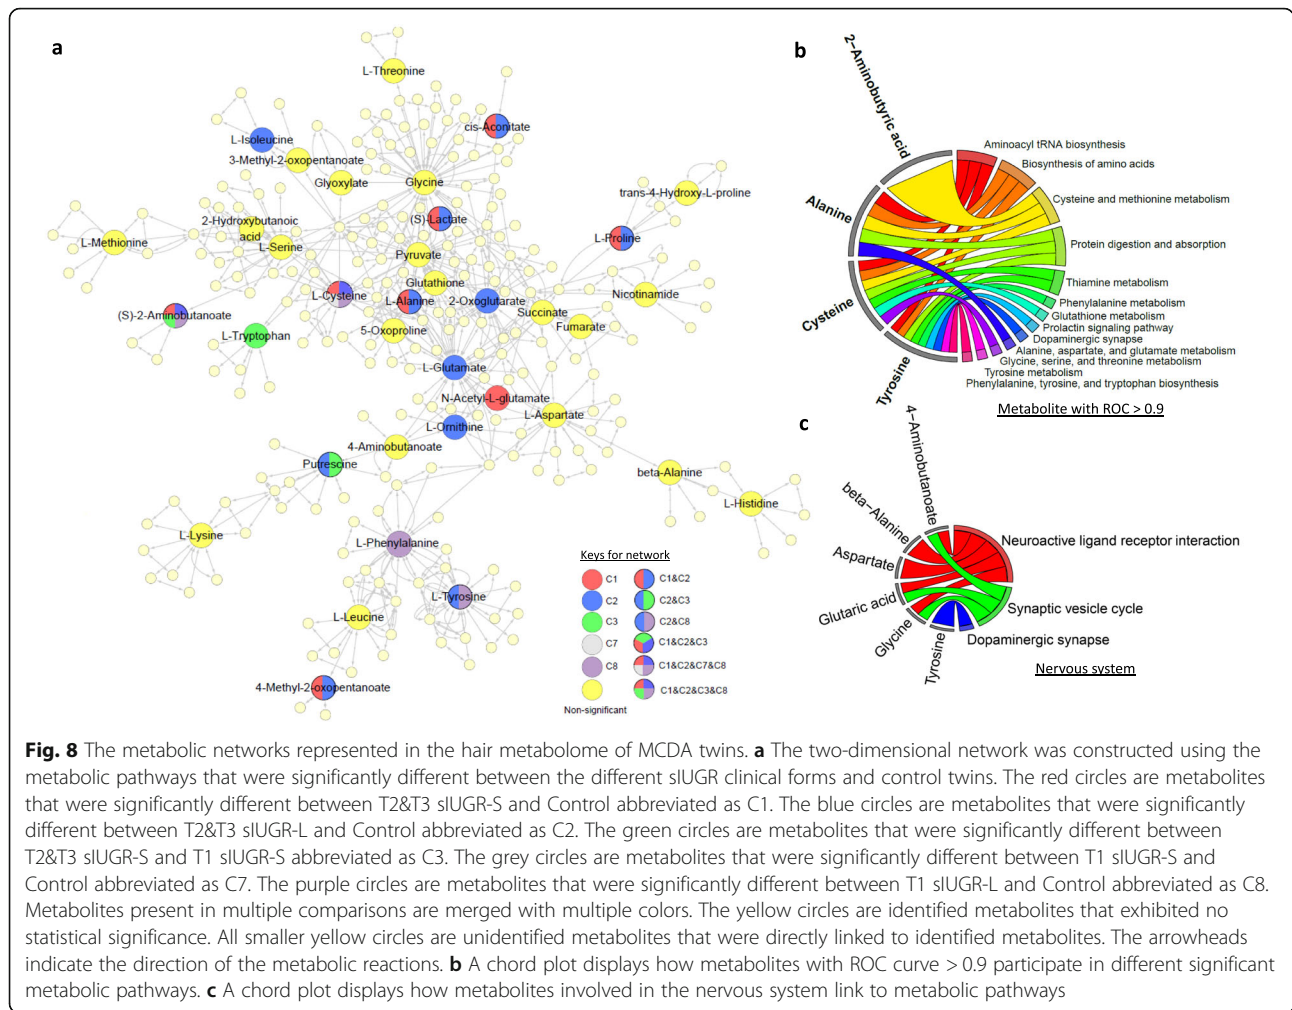 a
L-Threonine
cis-Aconitate
L-Isoleucine
3-Methyl-2-oxopentanoate
Glyoxylate
Glycine
trans-4-Hydroxy-L-proline
2-Hydroxybutanoic
acid
(S)-Lactate
L-Proline
L-Methionine
L-Serine
Pyruvate
Glutathione
Nicotinamide
L-Cysteine
L-Alanine
2-Oxoglutarate
(S)-2-Aminobutanoate
Succinate
L-Tryptophan
5-Oxoproline
Fumarate
L-Glutamate
N-Acetyl-L-glutamate
L-Aspartate
L-Ornithine
4-Aminobutanoate
Putrescine
beta-Alanine
L-Histidine
L-Lysine
L-Phenylalanine
L-Tyrosine
L-Leucine
4-Methyl-2-oxopentanoate
Keys for network
C1
C1&C2
C2
C2&C3
C3
C2&C8
C7
C1&C2&C3
C8
C1&C2&C7&C8
C1&C2&C3&C8
Non-significant
b
2−Aminobutyric acid
Alanine
Cysteine
Tyrosine
Aminoacyl tRNA biosynthesis
Biosynthesis of amino acids
Cysteine and methionine metabolism
Protein digestion and absorption
Thiamine metabolism
Phenylalanine metabolism
Glutathione metabolism
Prolactin signaling pathway
Dopaminergic synapse
Alanine, aspartate, and glutamate metabolism
Glycine, serine, and threonine metabolism
Tyrosine metabolism
Phenylalanine, tyrosine, and tryptophan biosynthesis
Metabolite with ROC > 0.9
c
4−Aminobutanoate
beta−Alanine
Aspartate
Glutaric acid
Glycine
Tyrosine
Neuroactive ligand receptor interaction
Synaptic vesicle cycle
Dopaminergic synapse
Nervous system
Fig. 8 The metabolic networks represented in the hair metabolome of MCDA twins. a The two-dimensional network was constructed using the
metabolic pathways that were significantly different between the different sIUGR clinical forms and control twins. The red circles are metabolites
that were significantly different between T2&T3 sIUGR-S and Control abbreviated as C1. The blue circles are metabolites that were significantly
different between T2&T3 sIUGR-L and Control abbreviated as C2. The green circles are metabolites that were significantly different between
T2&T3 sIUGR-S and T1 sIUGR-S abbreviated as C3. The grey circles are metabolites that were significantly different between T1 sIUGR-S and
Control abbreviated as C7. The purple circles are metabolites that were significantly different between T1 sIUGR-L and Control abbreviated as C8.
Metabolites present in multiple comparisons are merged with multiple colors. The yellow circles are identified metabolites that exhibited no
statistical significance. All smaller yellow circles are unidentified metabolites that were directly linked to identified metabolites. The arrowheads
indicate the direction of the metabolic reactions. b A chord plot displays how metabolites with ROC curve > 0.9 participate in different significant
metabolic pathways. c A chord plot displays how metabolites involved in the nervous system link to metabolic pathways